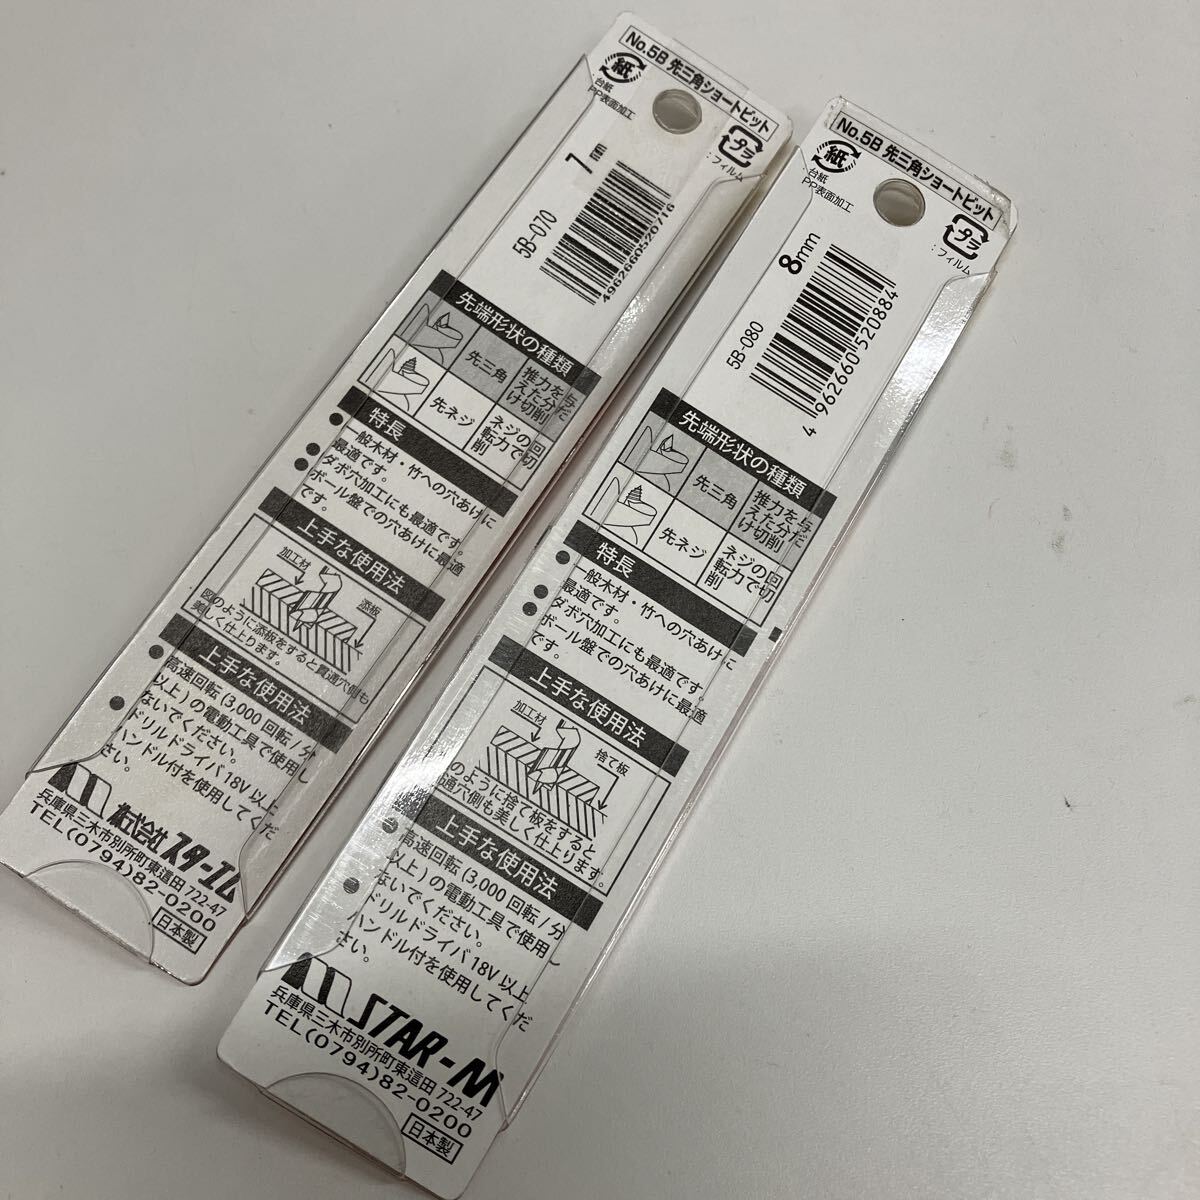 No.5B 先三角ショートビット
紙
台紙
PP表面加工
プラ
:フィルム
7mm
5B-070
4962660520716
先端形状の種類
先三角
推力を与
えた分だ
け切削
先ネジ
ネジの回
転力で切
削
特長
●一般木材・竹への穴あけに
最適です。
●ダボ穴加工にも最適です。
●ボール盤での穴あけに最適
です。
上手な使用法
加工材
添板
図のように添板をすると貫通穴側も
美しく仕上ります。
上手な使用法
●高速回転(3,000回転/分
以上)の電動工具で使用し
ないでください。
●ドリルドライバ18V以上
ハンドル付を使用してくだ
さい。
株式会社スターエム
兵庫県三木市別所町東這田722-47
TEL(0794)82-0200
日本製
No.5B 先三角ショートビット
紙
台紙
PP表面加工
プラ
:フィルム
8mm
5B-080
4962660520884
先端形状の種類
先三角
推力を与
えた分だ
け切削
先ネジ
ネジの回
転力で切
削
特長
●一般木材・竹への穴あけに
最適です。
●ダボ穴加工にも最適です。
●ボール盤での穴あけに最適
です。
上手な使用法
加工材
捨て板
図のように捨て板をすると
貫通穴側も美しく仕上ります。
上手な使用法
●高速回転(3,000回転/分
以上)の電動工具で使用し
ないでください。
●ドリルドライバ18V以上
ハンドル付を使用してくだ
さい。
STAR-M
兵庫県三木市別所町東這田722-47
TEL(0794)82-0200
日本製